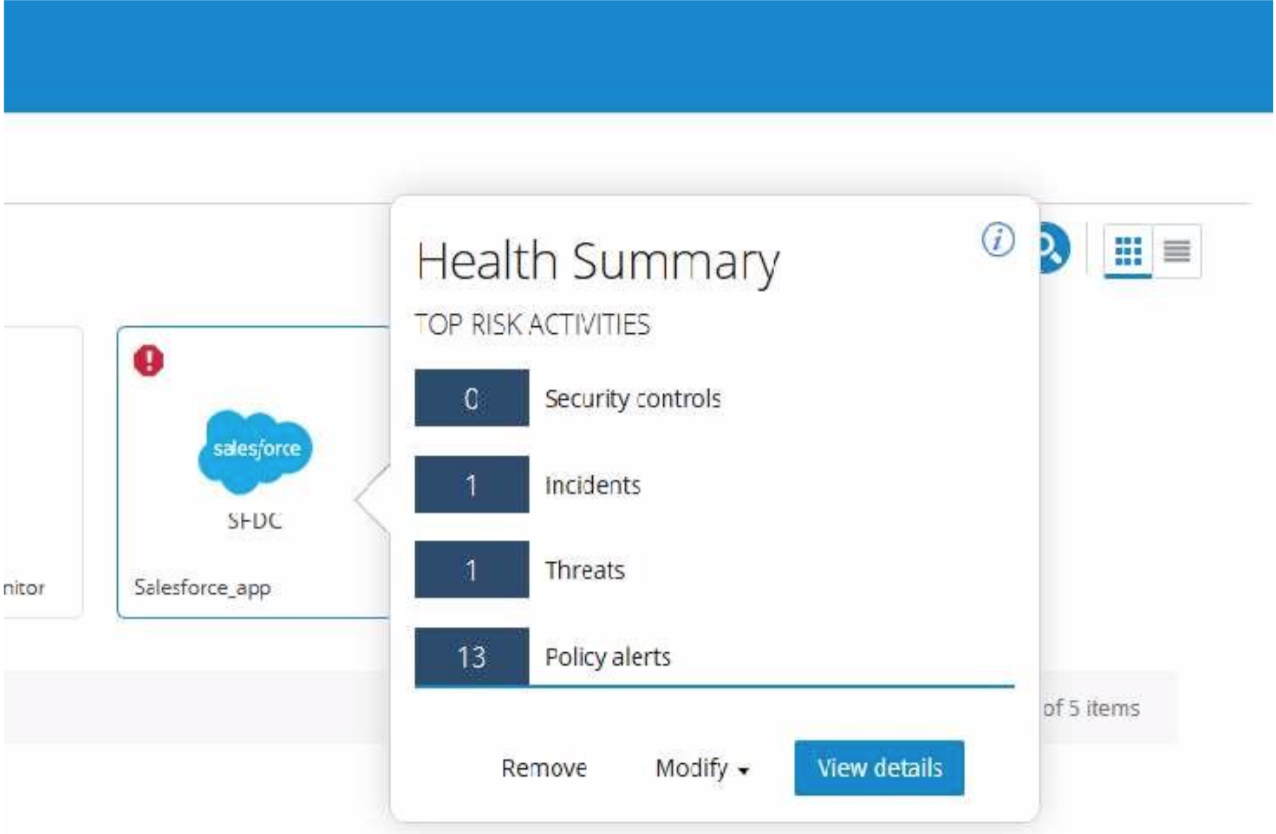 Health Summary
TOP RISK ACTIVITIES
0 Security controls
salesforce
1 Incidents
SFDC
1 Threats
nitor
Salesforce_app
13 Policy alerts
of 5 items
Remove Modify View details